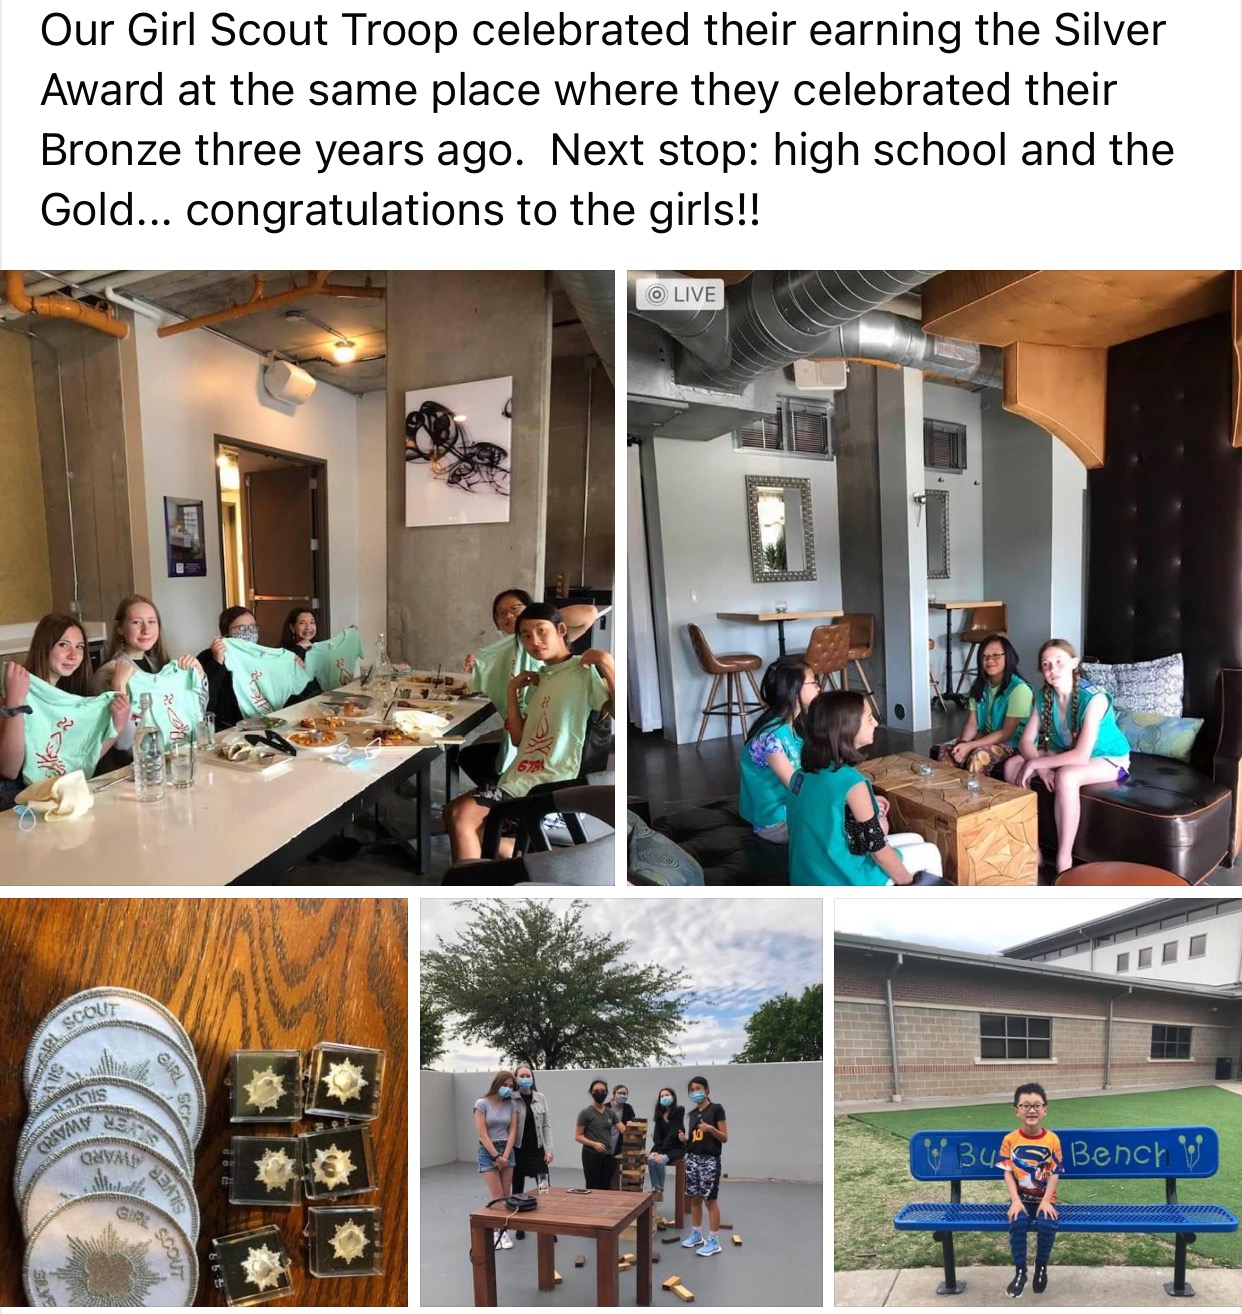 Our Girl Scout Troop celebrated their earning the Silver
Award at the same place where they celebrated their
Bronze three years ago.  Next stop: high school and the
Gold... congratulations to the girls!!
LIVE
GIRL SCOUT
GIRL
SILVER
AWARD
SILVER
AWARD
SILVER
GIRL SCOUT
Bu Bench